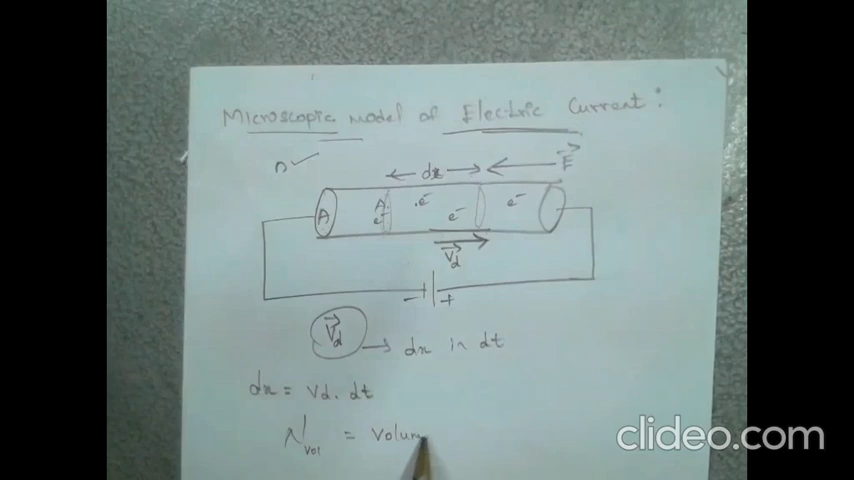 Microscopic model of Electric Current:
n ✓
dx
E
A
A
e-
e-
e-
e-
Vd
- +
Vd → dx in dt
dx = Vd. dt
Vol = Volum
clideo.com